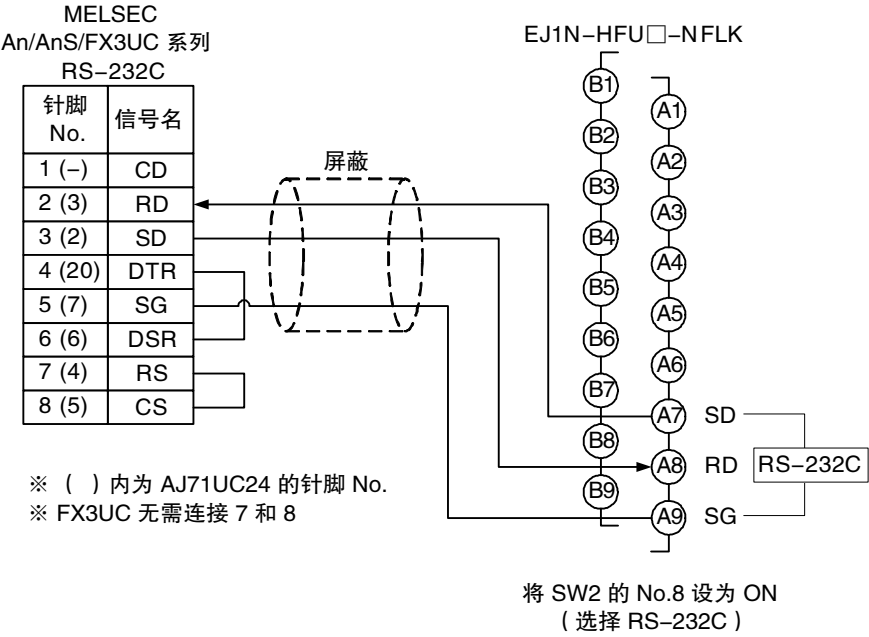 MELSEC
An/AnS/FX3UC 系列
RS−232C
针脚 No. 信号名
1 (−) CD
2 (3) RD
3 (2) SD
4 (20) DTR
5 (7) SG
6 (6) DSR
7 (4) RS
8 (5) CS
屏蔽
EJ1N−HFU□−NFLK
B1
B2
B3
B4
B5
B6
B7
B8
B9
A1
A2
A3
A4
A5
A6
A7 SD
A8 RD
A9 SG
RS−232C
※ （ ）内为 AJ71UC24 的针脚 No.
※ FX3UC 无需连接 7 和 8
将 SW2 的 No.8 设为 ON
（选择 RS−232C）